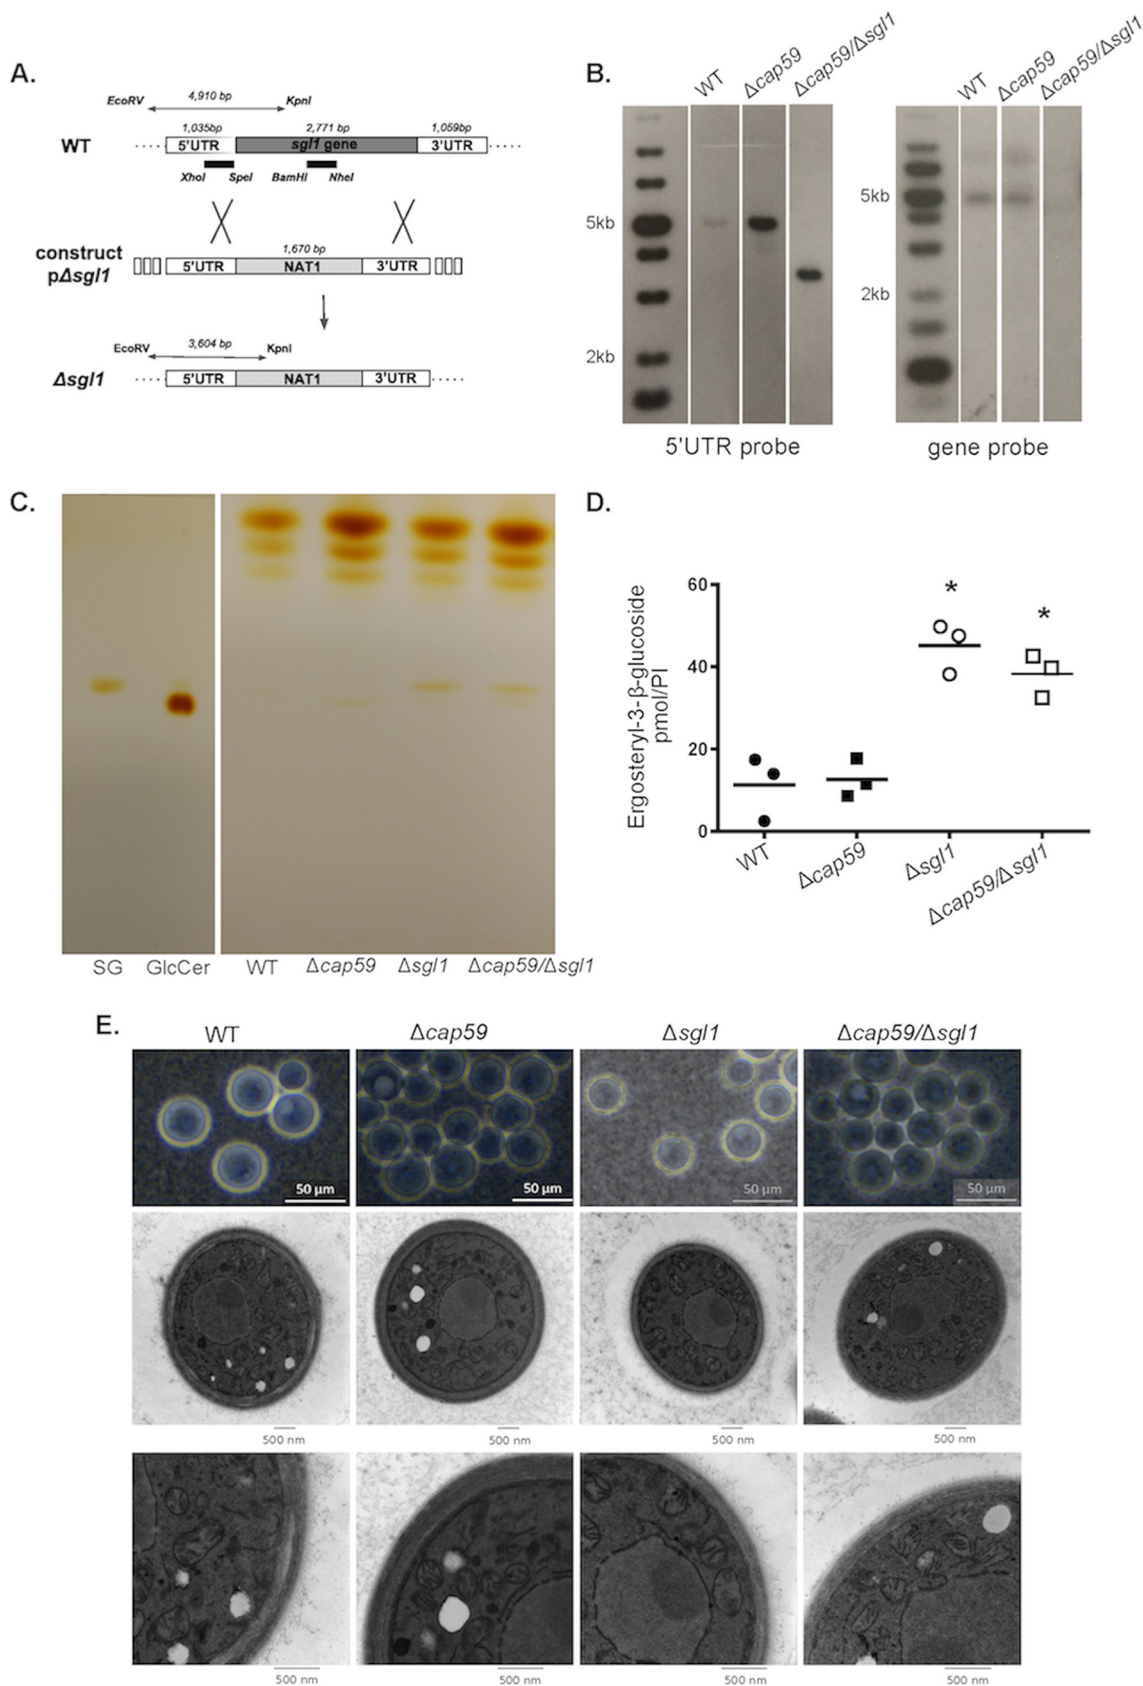 A.
EcoRV 4,910 bp KpnI
1,035bp 2,771 bp 1,059bp
WT 5'UTR sgl1 gene 3'UTR
XhoI SpeI BamHI NheI
construct
pΔsgl1
1,670 bp
5'UTR NAT1 3'UTR
EcoRV 3,604 bp KpnI
Δsgl1 5'UTR NAT1 3'UTR
B.
WT Δcap59 Δcap59/Δsgl1
5kb
2kb
5'UTR probe
WT Δcap59 Δcap59/Δsgl1
5kb
2kb
gene probe
C.
SG GlcCer WT Δcap59 Δsgl1 Δcap59/Δsgl1
D.
Ergosteryl-3-β-glucoside
pmol/PI
60
40
20
0
* *
WT Δcap59 Δsgl1 Δcap59/Δsgl1
E.
WT Δcap59 Δsgl1 Δcap59/Δsgl1
50 μm 50 μm 50 μm 50 μm
500 nm 500 nm 500 nm 500 nm
500 nm 500 nm 500 nm 500 nm